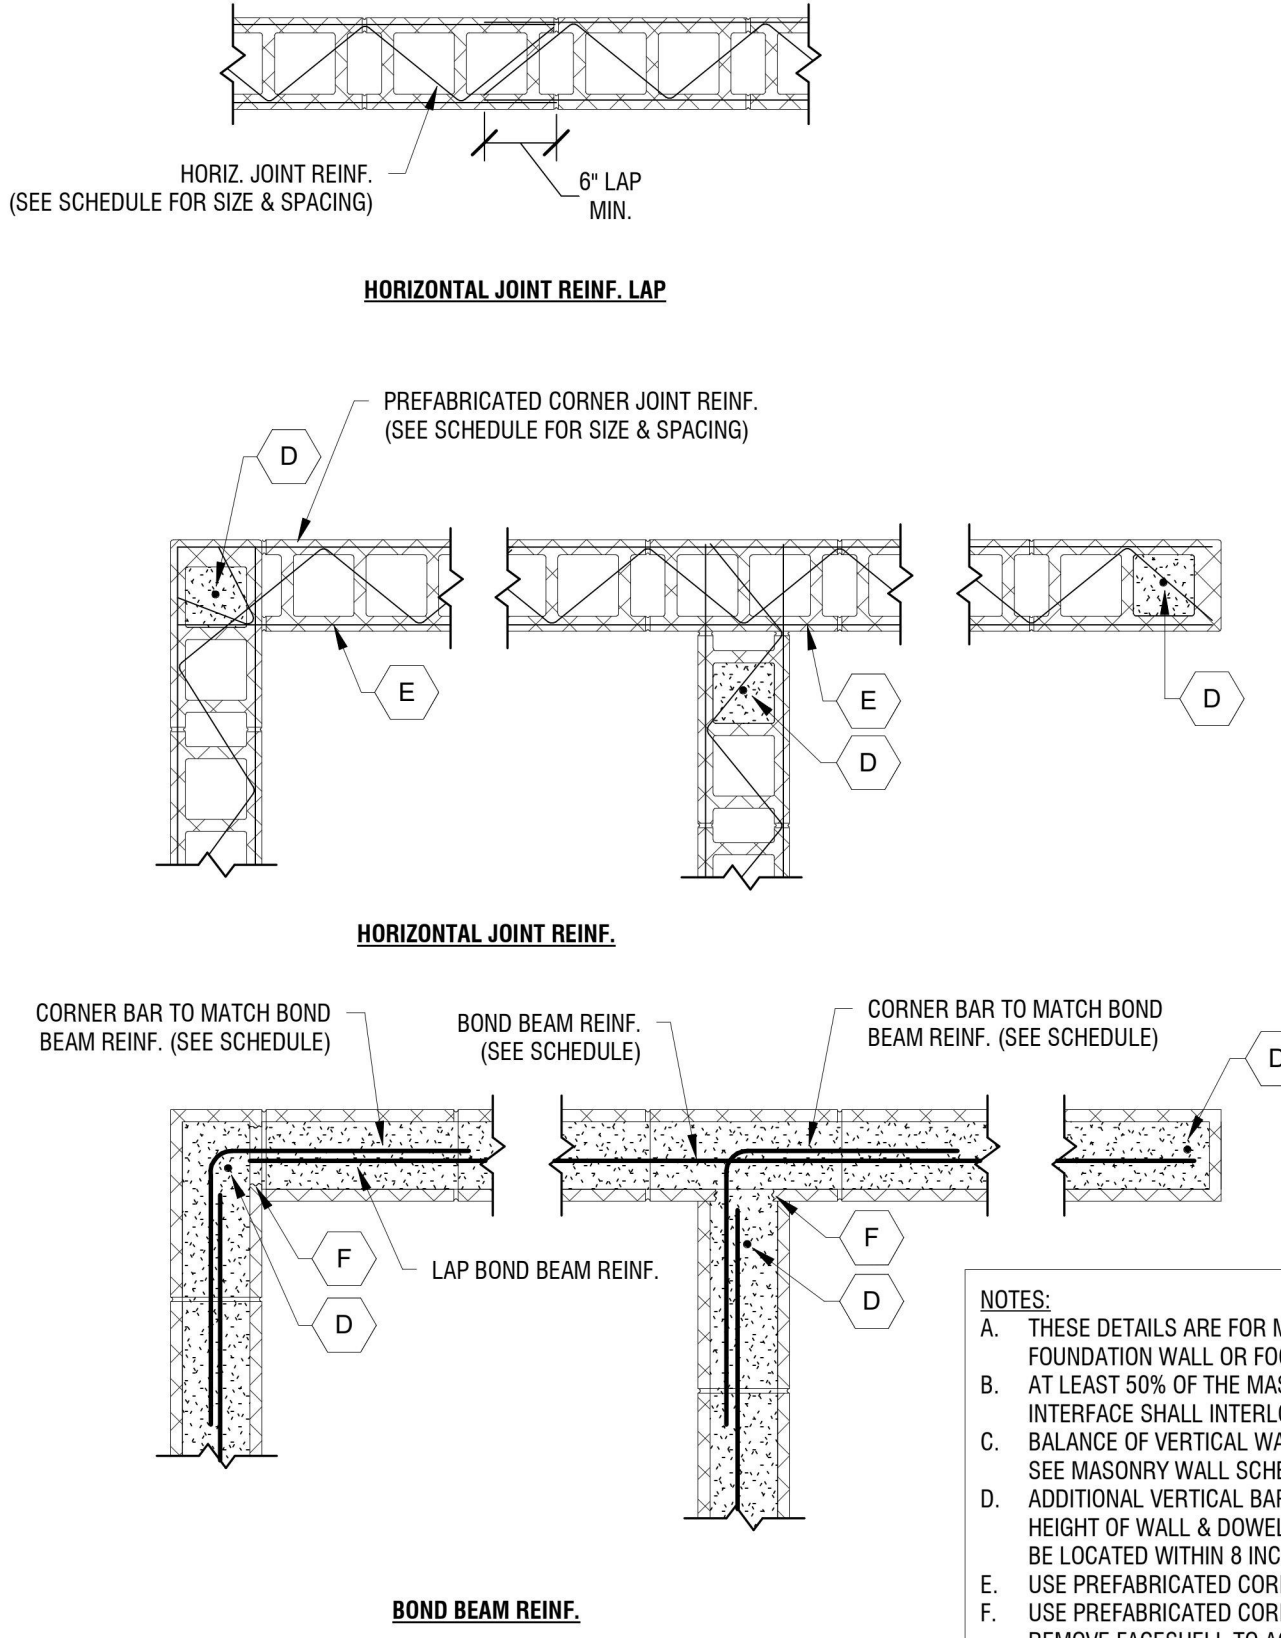 HORIZ. JOINT REINF.
(SEE SCHEDULE FOR SIZE & SPACING)
6" LAP
MIN.
HORIZONTAL JOINT REINF. LAP
PREFABRICATED CORNER JOINT REINF.
(SEE SCHEDULE FOR SIZE & SPACING)
D
E
E
D
D
HORIZONTAL JOINT REINF.
CORNER BAR TO MATCH BOND
BEAM REINF. (SEE SCHEDULE)
BOND BEAM REINF.
(SEE SCHEDULE)
CORNER BAR TO MATCH BOND
BEAM REINF. (SEE SCHEDULE)
D
F
LAP BOND BEAM REINF.
D
F
D
BOND BEAM REINF.
NOTES:
A. THESE DETAILS ARE FOR
FOUNDATION WALL OR
B. AT LEAST 50% OF THE
INTERFACE SHALL
C. BALANCE OF VERTICAL
SEE MASONRY WALL
D. ADDITIONAL VERTICAL
HEIGHT OF WALL &
BE LOCATED WITHIN 8
E. USE PREFABRICATED
F. USE PREFABRICATED